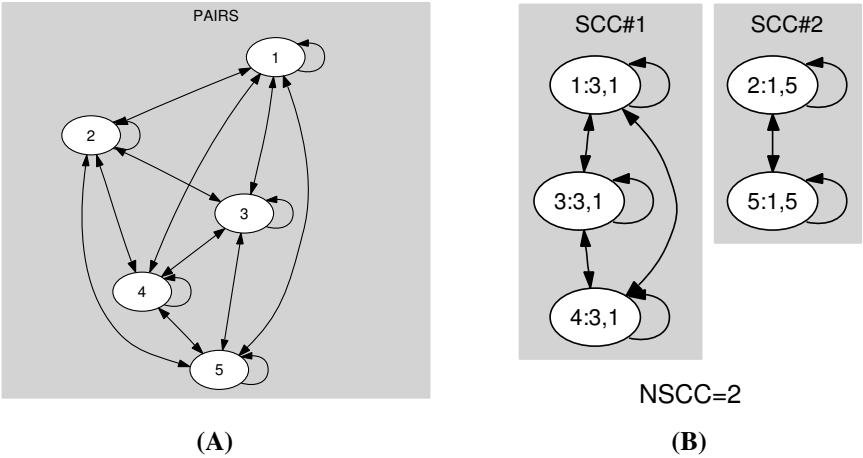 PAIRS
1
2
3
4
5
(A)
SCC#1
1:3,1
3:3,1
4:3,1
SCC#2
2:1,5
5:1,5
NSCC=2
(B)